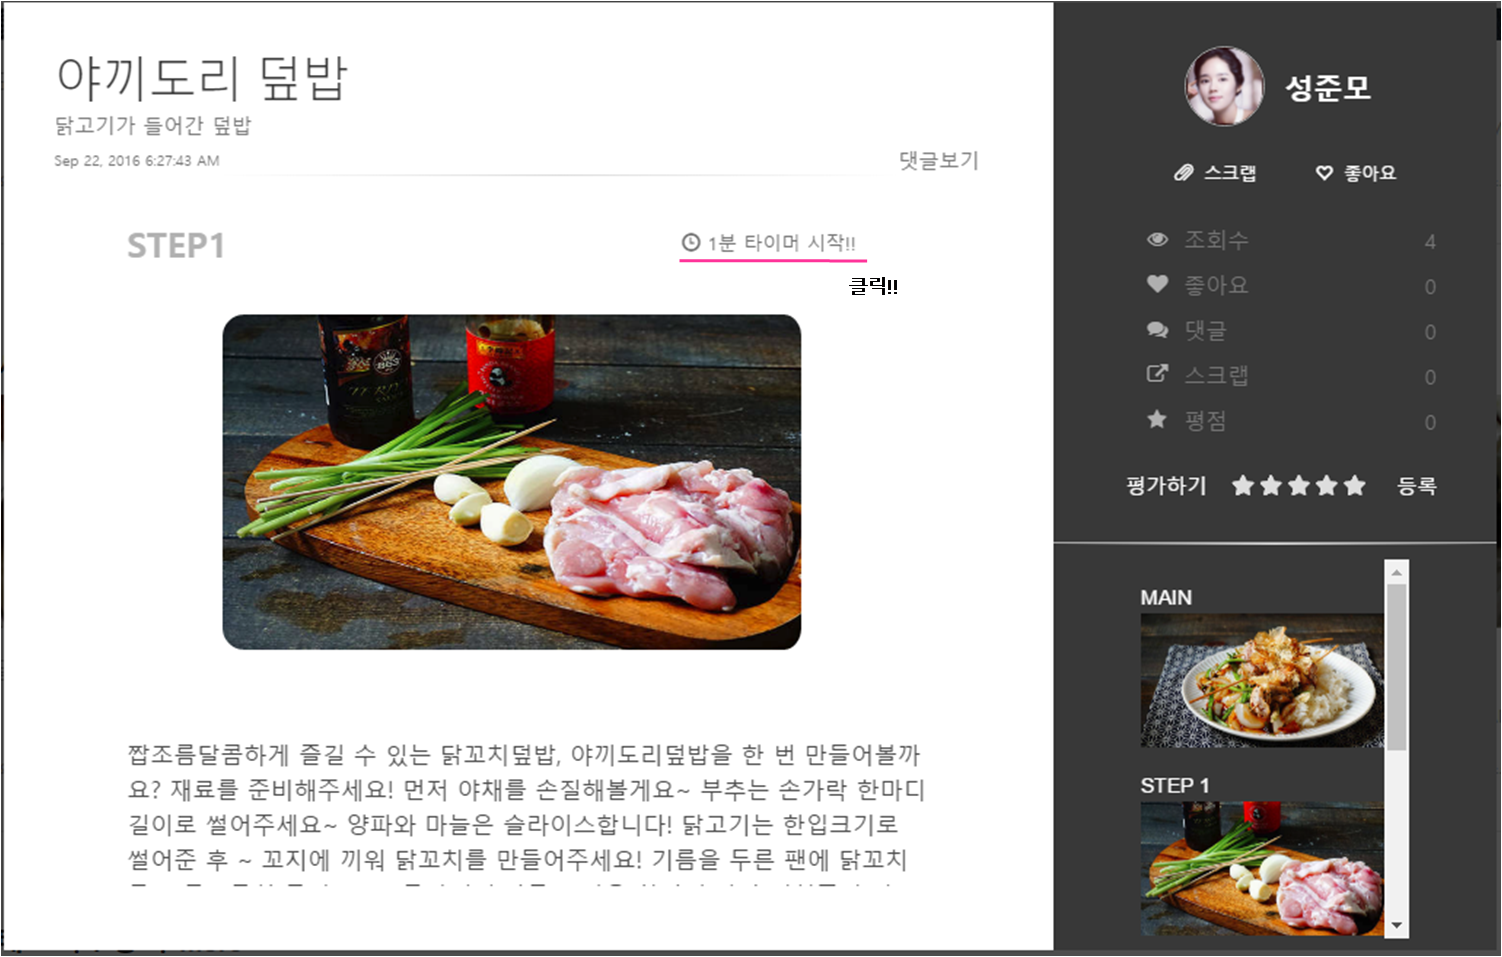 야끼도리 덮밥
닭고기가 들어간 덮밥
Sep 22, 2016 6:27:43 AM
댓글보기
STEP1
1분 타이머 시작!!
클릭!!
짭조름달콤하게 즐길 수 있는 닭꼬치덮밥, 야끼도리덮밥을 한 번 만들어볼까
요? 재료를 준비해주세요! 먼저 야채를 손질해볼게요~ 부추는 손가락 한마디
길이로 썰어주세요~ 양파와 마늘은 슬라이스합니다! 닭고기는 한입크기로
썰어준 후 ~ 꼬지에 끼워 닭꼬치를 만들어주세요! 기름을 두른 팬에 닭꼬치
성준모
스크랩 좋아요
조회수 4
좋아요 0
댓글 0
스크랩 0
평점 0
평가하기 등록
MAIN
STEP 1